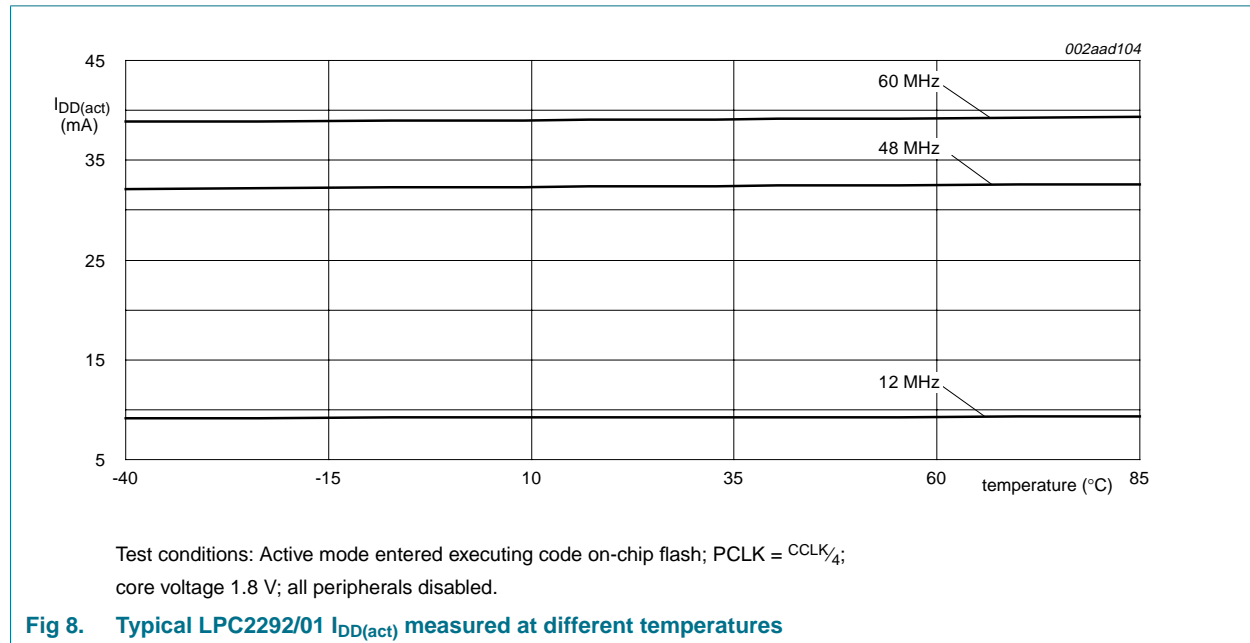 002aad104
45
I_DD(act)
(mA)
35
25
15
5
60 MHz
48 MHz
12 MHz
-40 -15 10 35 60 85
temperature (°C)
Test conditions: Active mode entered executing code on-chip flash; PCLK = CCLK⁄4;
core voltage 1.8 V; all peripherals disabled.
Fig 8. Typical LPC2292/01 I_DD(act) measured at different temperatures